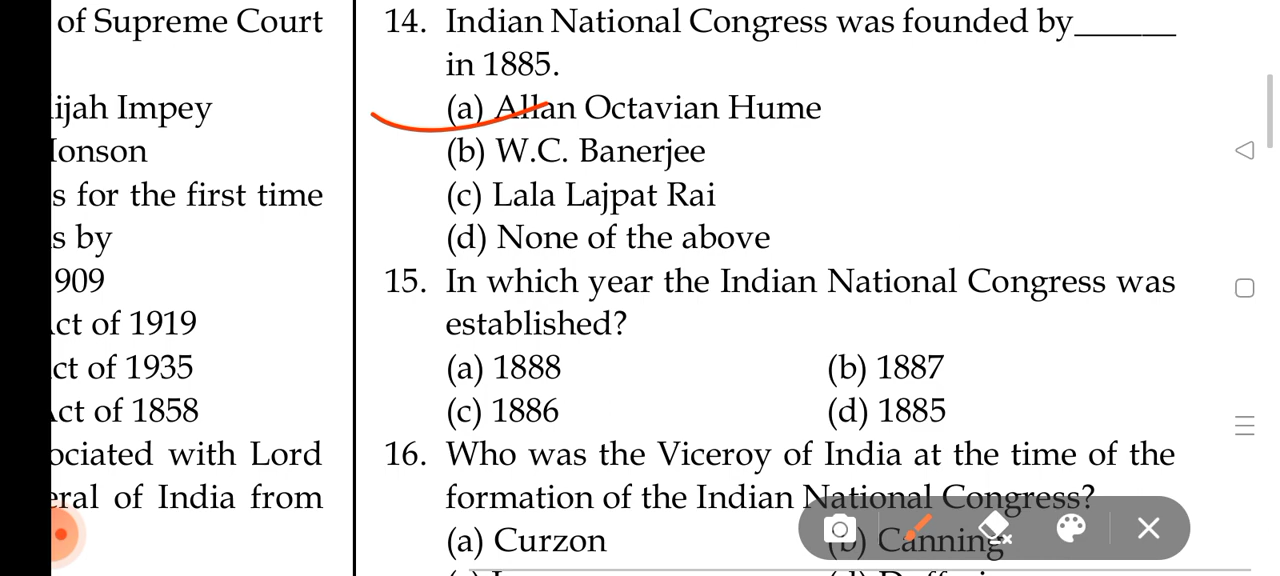 of Supreme Court
ijah Impey
onson
s for the first time
s by
909
ct of 1919
ct of 1935
Act of 1858
ociated with Lord
eral of India from
14. Indian National Congress was founded by______
in 1885.
(a) Allan Octavian Hume
(b) W.C. Banerjee
(c) Lala Lajpat Rai
(d) None of the above
15. In which year the Indian National Congress was
established?
(a) 1888 (b) 1887
(c) 1886 (d) 1885
16. Who was the Viceroy of India at the time of the
formation of the Indian National Congress?
(a) Curzon (b) Canning